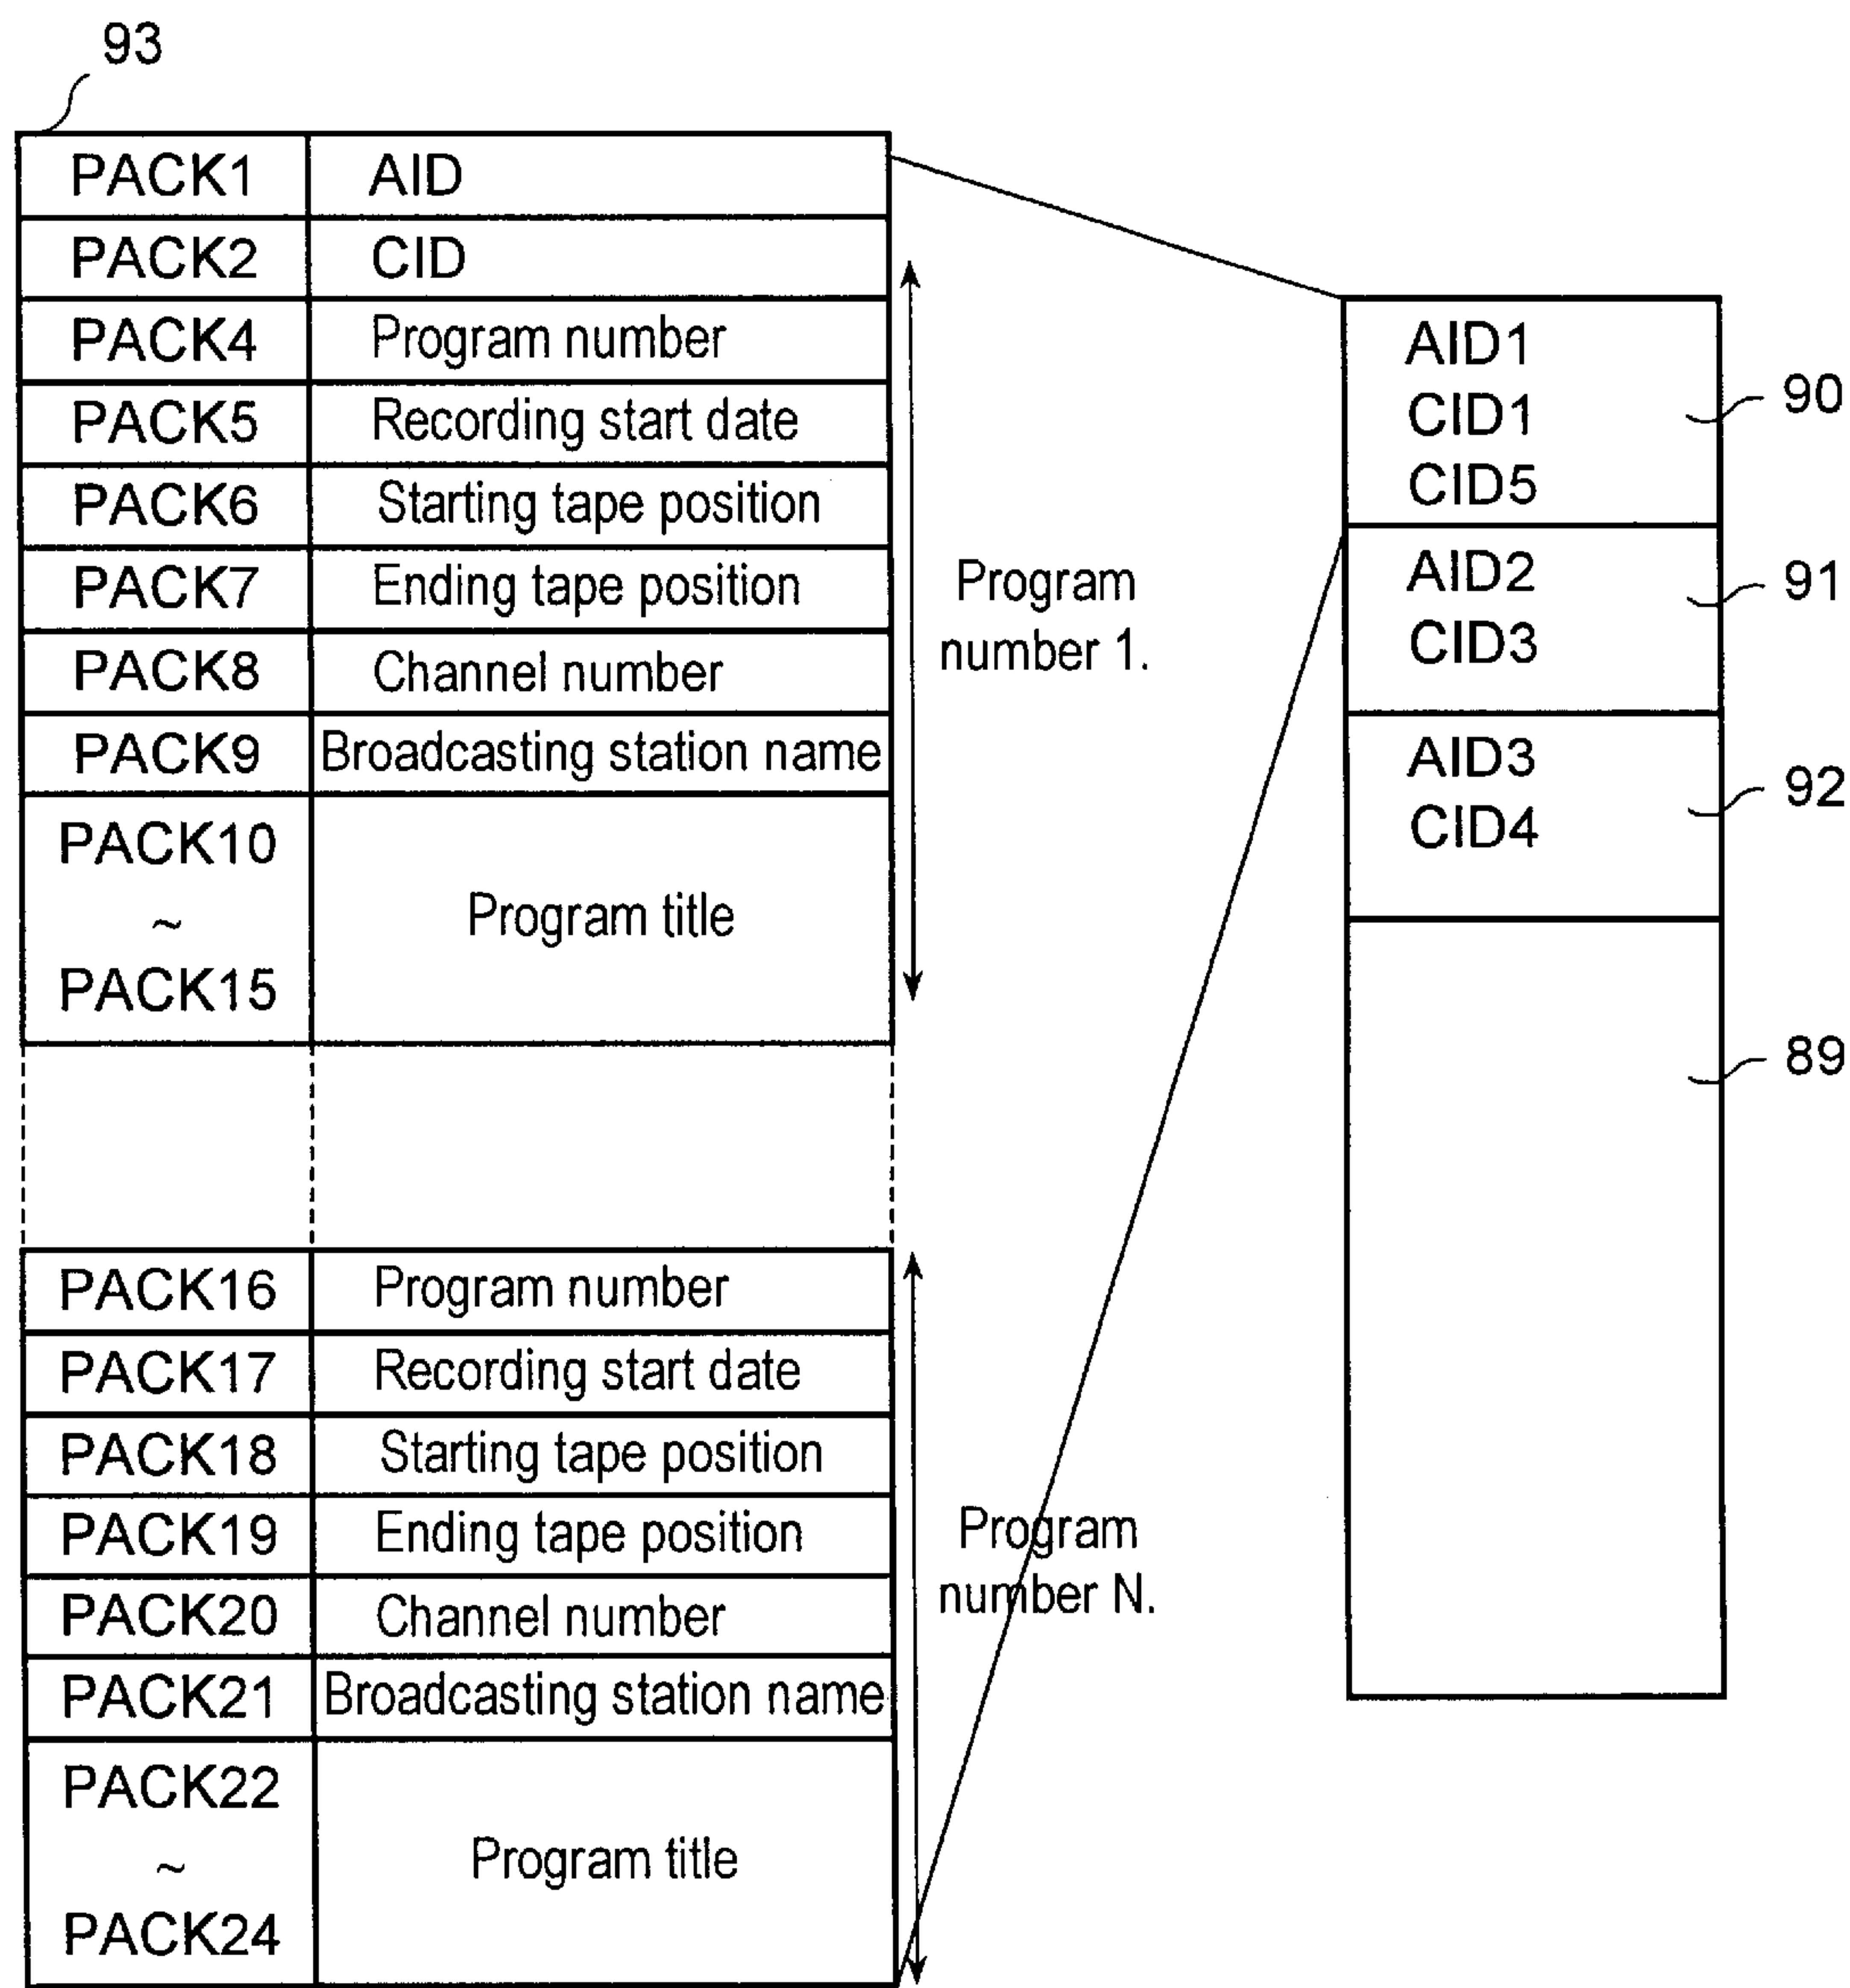 93
PACK1 AID
PACK2 CID
PACK4 Program number
PACK5 Recording start date
PACK6 Starting tape position
PACK7 Ending tape position
PACK8 Channel number
PACK9 Broadcasting station name
PACK10
~
PACK15
Program title
Program
number 1.
PACK16 Program number
PACK17 Recording start date
PACK18 Starting tape position
PACK19 Ending tape position
PACK20 Channel number
PACK21 Broadcasting station name
PACK22
~
PACK24
Program title
Program
number N.
AID1
CID1
CID5
90
AID2
CID3
91
AID3
CID4
92
89